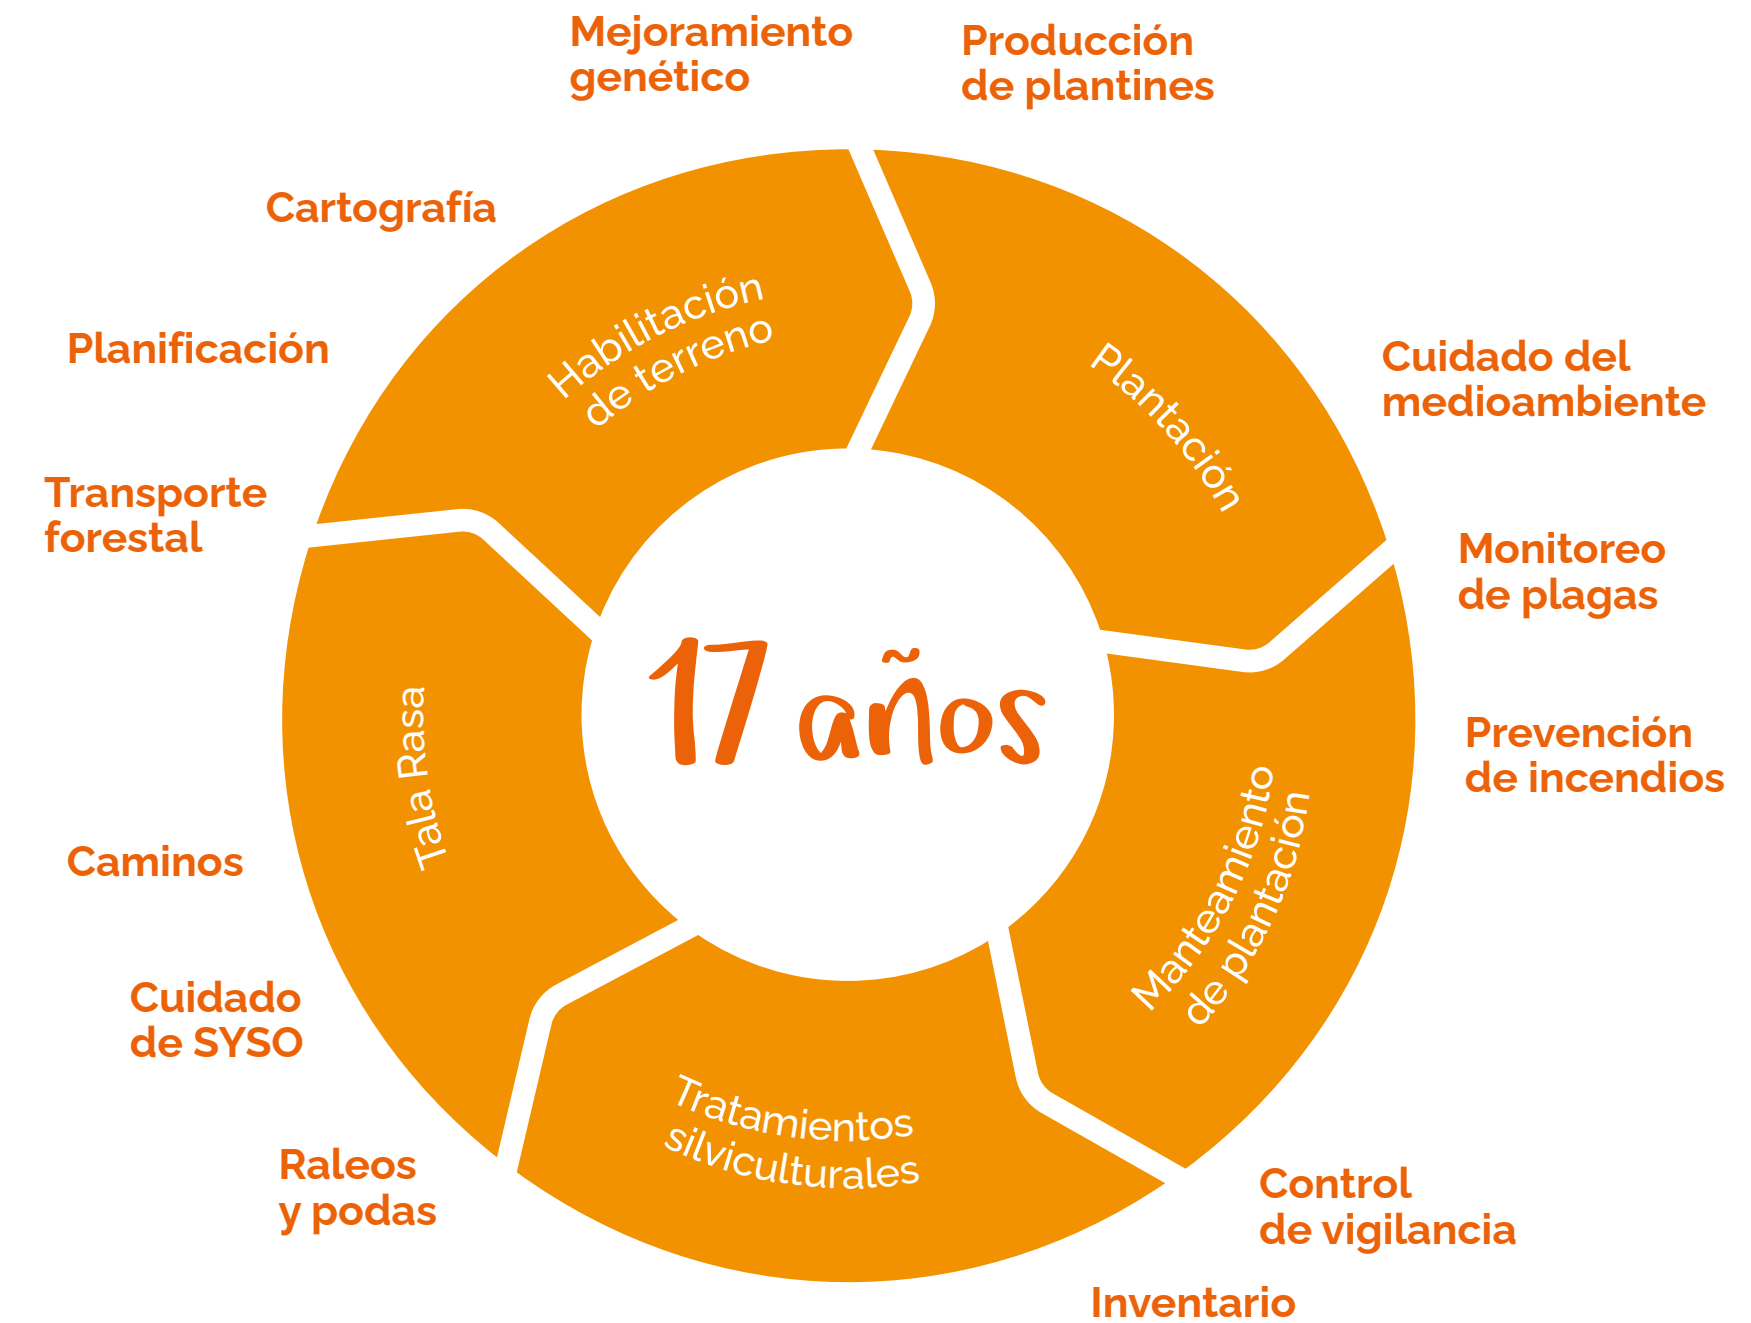 Mejoramiento
genético
Producción
de plantines
Cartografía
Planificación
Transporte
forestal
Habilitación
de terreno
Plantación
Cuidado del
medioambiente
Monitoreo
de plagas
Prevención
de incendios
17 años
Tala Rasa
Manteamiento
de plantación
Tratamientos
silviculturales
Caminos
Cuidado
de SYSO
Raleos
y podas
Control
de vigilancia
Inventario